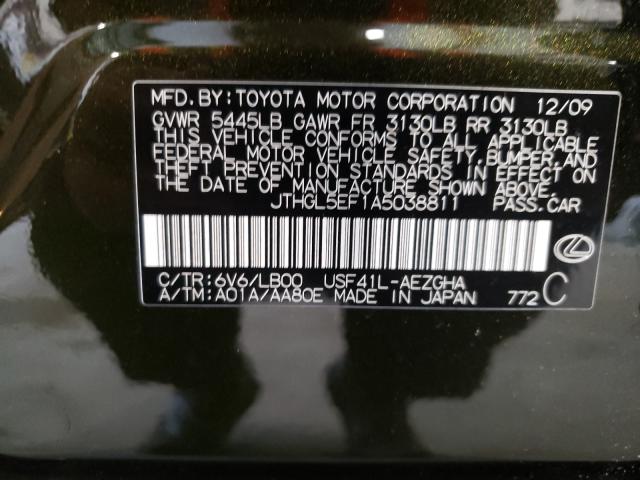 MFD.BY:TOYOTA MOTOR CORPORATION 12/09
GVWR 5445LB GAWR FR 3130LB RR 3130LB
THIS VEHICLE CONFORMS TO ALL APPLICABLE
FEDERAL MOTOR VEHICLE SAFETY,BUMPER,AND
THEFT PREVENTION STANDARDS IN EFFECT ON
THE DATE OF MANUFACTURE SHOWN ABOVE.
JTHGL5EF1A5038811 PASS.CAR
C/TR:6V6/LB00 USF41L-AEZGHA
A/TM:A01A/AA80E MADE IN JAPAN 772 C